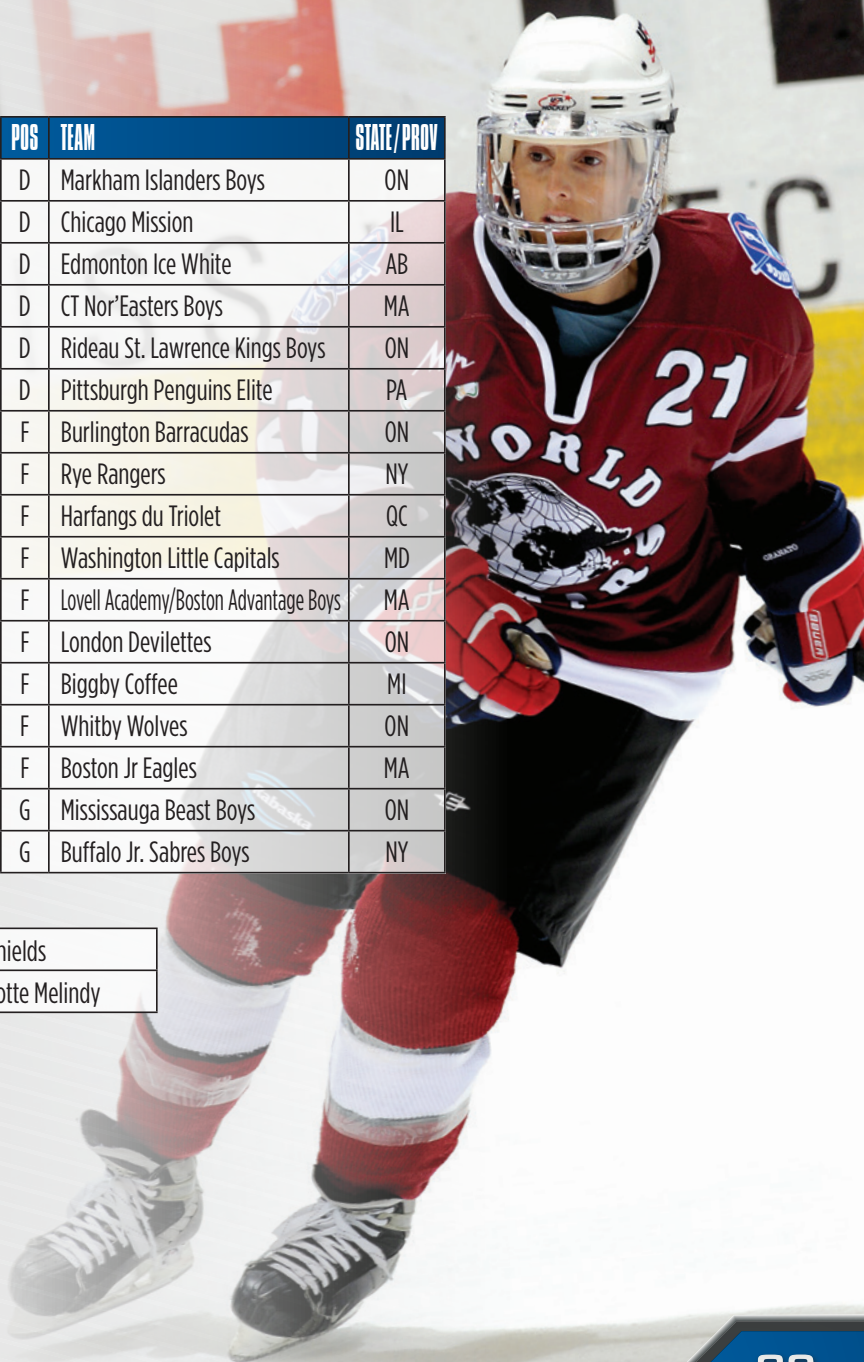 POS TEAM STATE/PROV
D Markham Islanders Boys ON
D Chicago Mission IL
D Edmonton Ice White AB
D CT Nor'Easters Boys MA
D Rideau St. Lawrence Kings Boys ON
D Pittsburgh Penguins Elite PA
F Burlington Barracudas ON
F Rye Rangers NY
F Harfangs du Triolet QC
F Washington Little Capitals MD
F Lovell Academy/Boston Advantage Boys MA
F London Devilettes ON
F Biggby Coffee MI
F Whitby Wolves ON
F Boston Jr Eagles MA
G Mississauga Beast Boys ON
G Buffalo Jr. Sabres Boys NY
hields
otte Melindy
21
WORLD
GRANATO
BAUER
ITECH